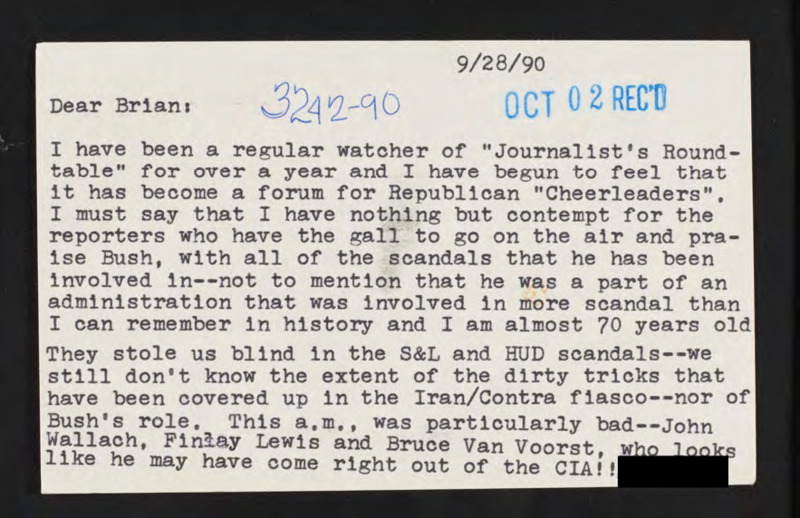 9/28/90
Dear Brian: 3242-90 OCT 02 REC'D
I have been a regular watcher of "Journalist's Round-
table" for over a year and I have begun to feel that
it has become a forum for Republican "Cheerleaders".
I must say that I have nothing but contempt for the
reporters who have the gall to go on the air and pra-
ise Bush, with all of the scandals that he has been
involved in--not to mention that he was a part of an
administration that was involved in more scandal than
I can remember in history and I am almost 70 years old
They stole us blind in the S&L and HUD scandals--we
still don't know the extent of the dirty tricks that
have been covered up in the Iran/Contra fiasco--nor of
Bush's role. This a.m., was particularly bad--John
Wallach, Finlay Lewis and Bruce Van Voorst, who looks
like he may have come right out of the CIA!!